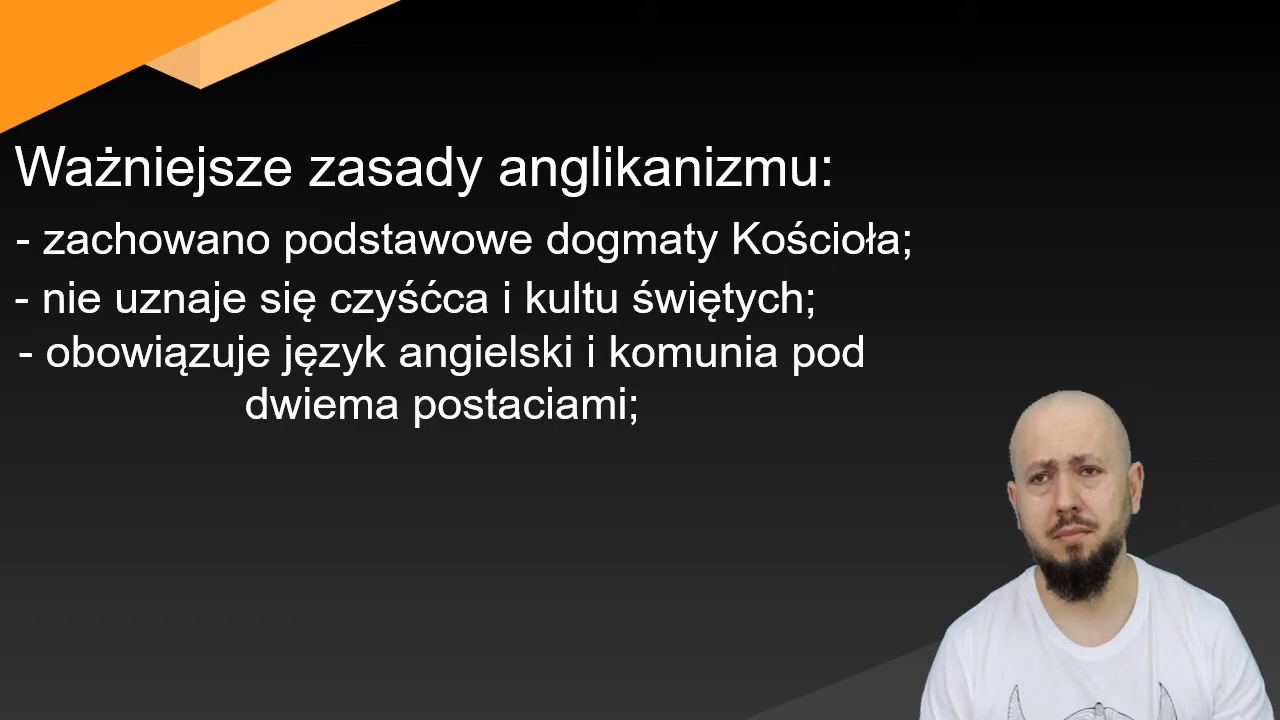 Ważniejsze zasady anglikanizmu:
- zachowano podstawowe dogmaty Kościoła;
- nie uznaje się czyśćca i kultu świętych;
- obowiązuje język angielski i komunia pod
dwiema postaciami;